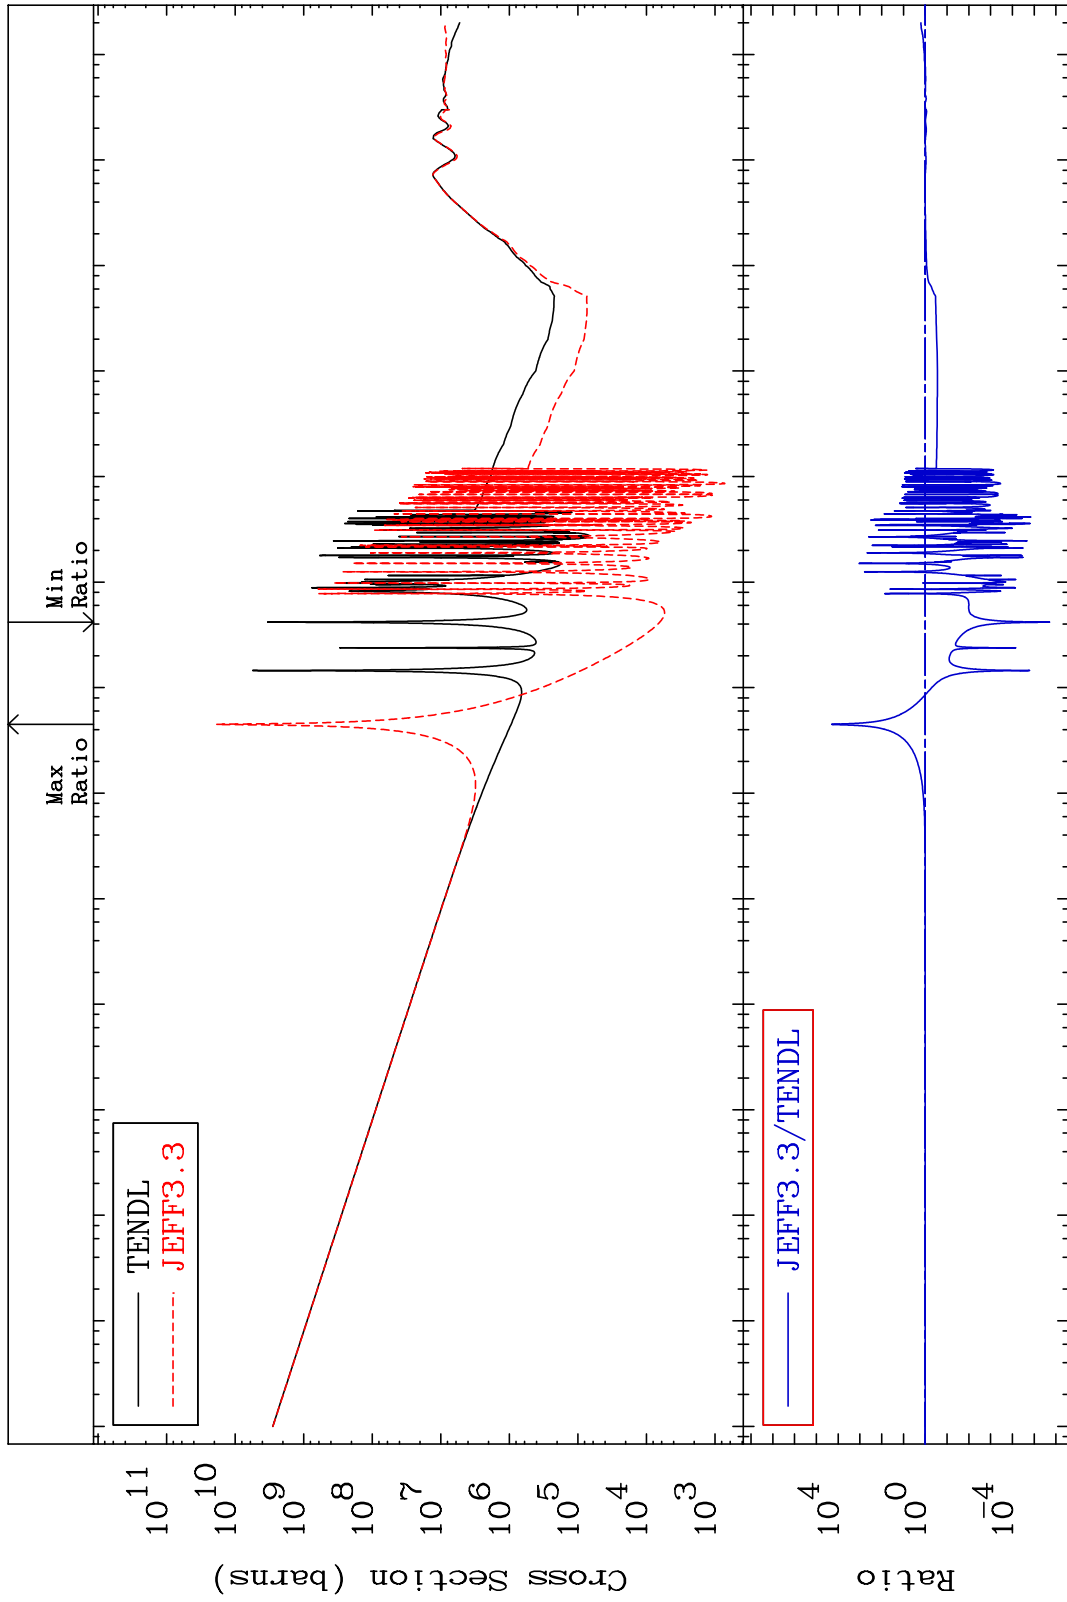 Max
Ratio
Min
Ratio
TENDL
JEFF3.3
10^11
10^10
10^9
10^8
10^7
10^6
10^5
10^4
10^3
Cross Section (barns)
JEFF3.3/TENDL
10^4
10^0
10^-4
Ratio